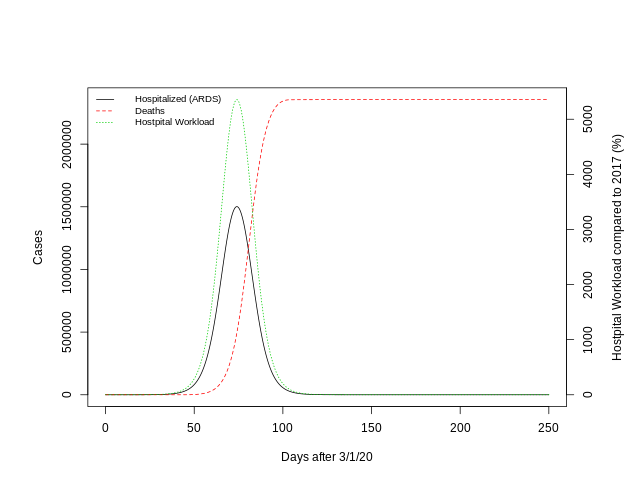 Hospitalized (ARDS)
Deaths
Hostpital Workload
Cases
0
500000
1000000
1500000
2000000
0
1000
2000
3000
4000
5000
Hostpital Workload compared to 2017 (%)
0 50 100 150 200 250
Days after 3/1/20